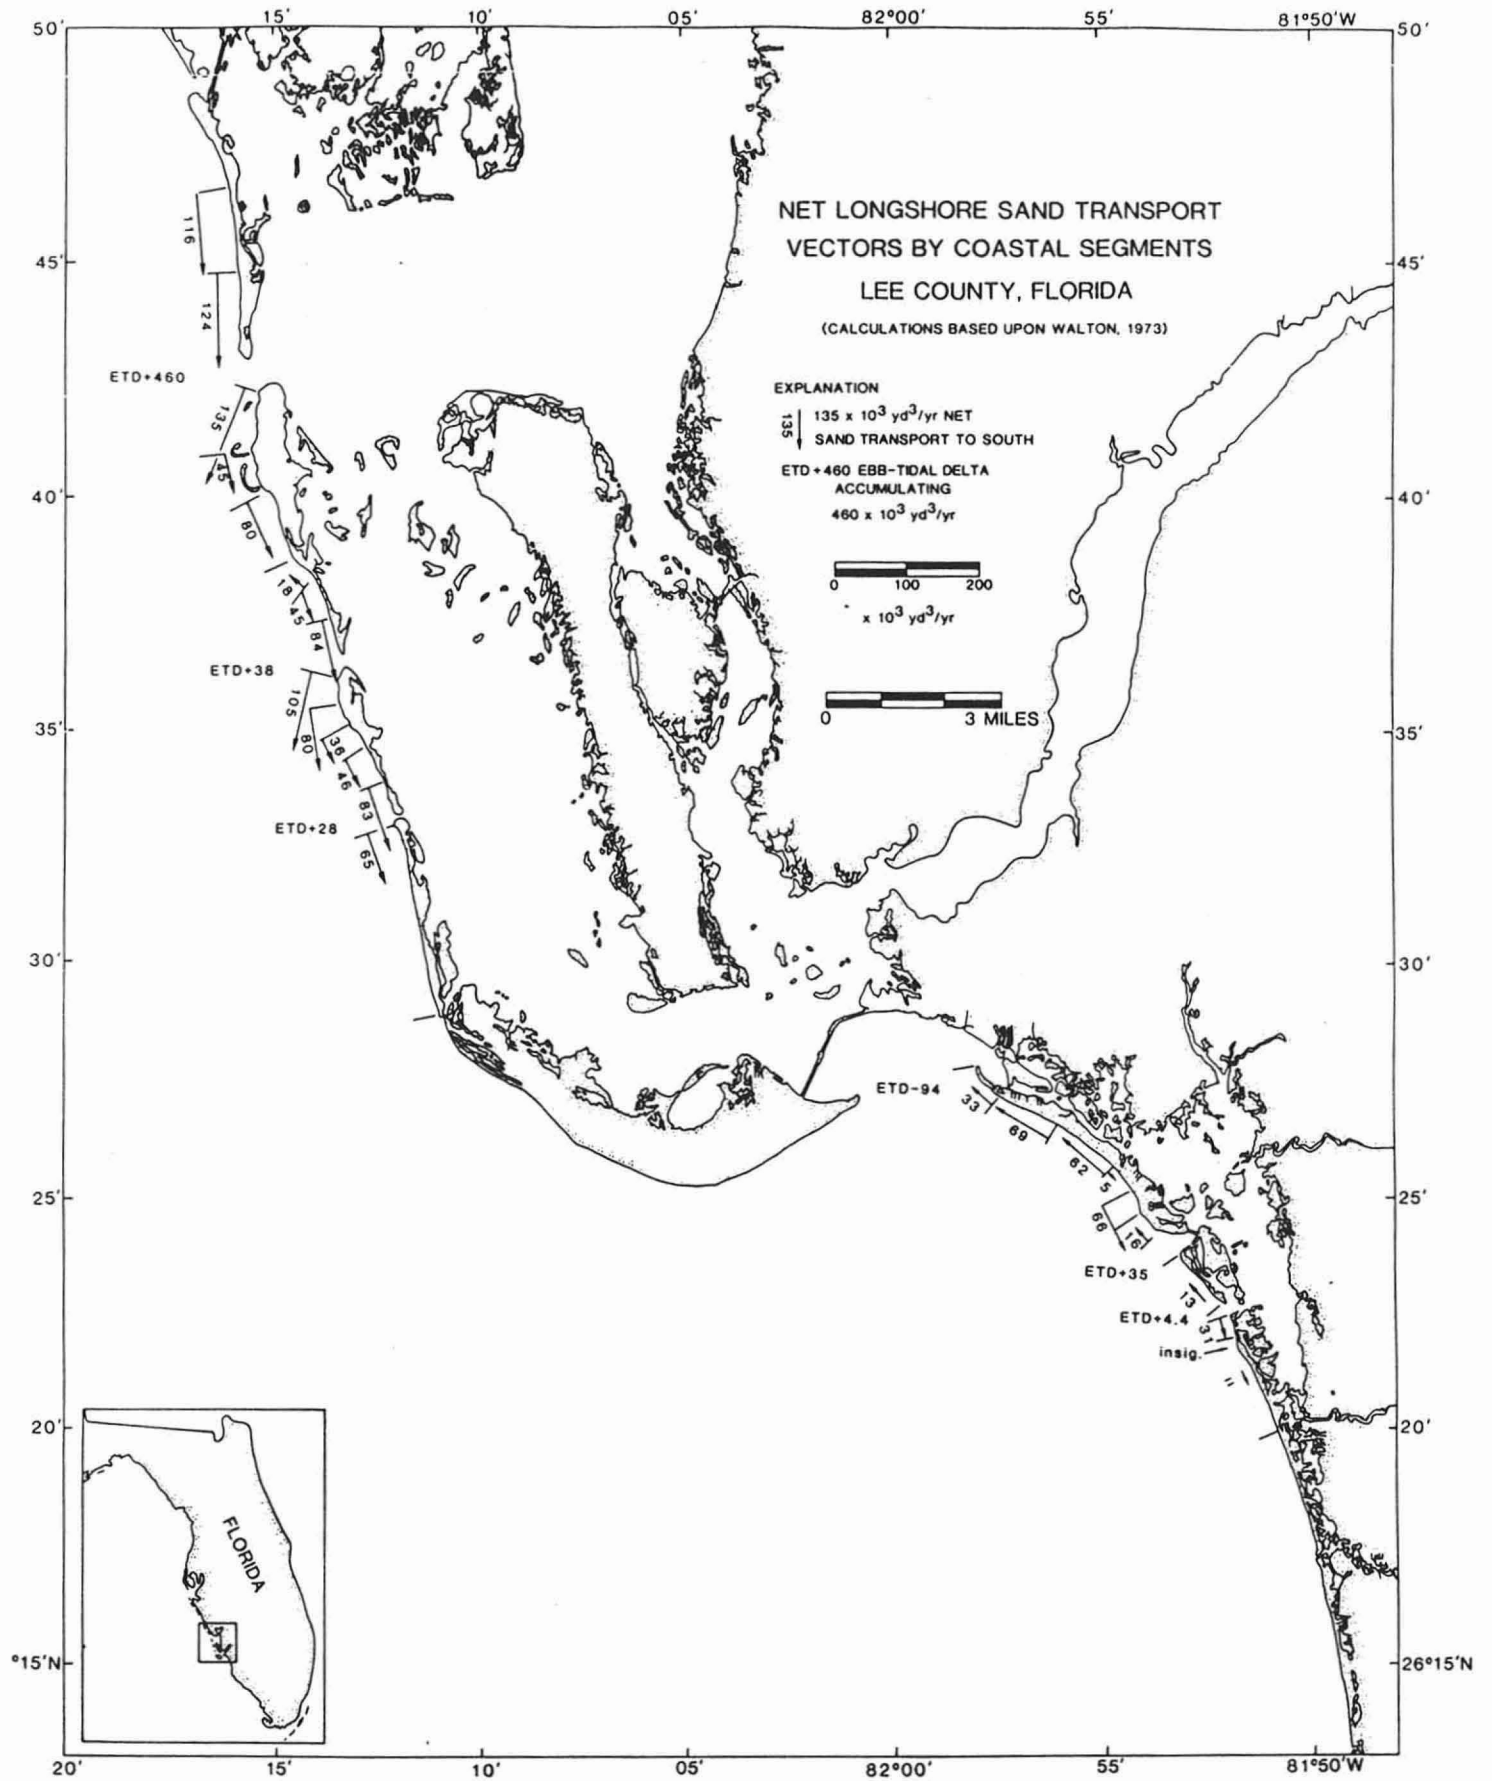 15′ 10′ 05′ 82°00′ 55′ 81°50′W
50′ 50′
NET LONGSHORE SAND TRANSPORT
VECTORS BY COASTAL SEGMENTS
LEE COUNTY, FLORIDA
(CALCULATIONS BASED UPON WALTON, 1973)
116
45′ 45′
124
ETD+460
135
EXPLANATION
135
135 x 10³ yd³/yr NET
SAND TRANSPORT TO SOUTH
ETD +460 EBB-TIDAL DELTA
ACCUMULATING
460 x 10³ yd³/yr
45
40′ 40′
80
0 100 200
x 10³ yd³/yr
18
45
84
ETD+38
105
0 3 MILES
35′ 35′
80
36
46
83
ETD+28
65
30′ 30′
ETD-94
33
69
62
5
25′ 25′
66
16
ETD+35
13
ETD+4.4
31
insig.
11
20′ 20′
FLORIDA
°15′N 26°15′N
20′ 15′ 10′ 05′ 82°00′ 55′ 81°50′W